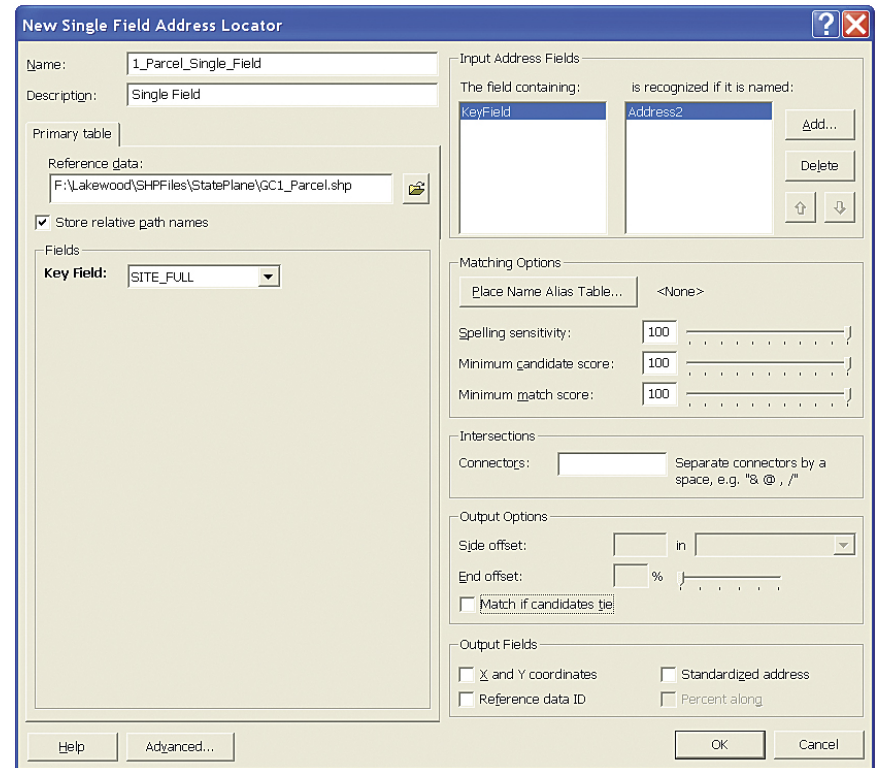 New Single Field Address Locator
Name: 1_Parcel_Single_Field
Description: Single Field
Primary table
Reference data:
F:\Lakewood\SHPFiles\StatePlane\GC1_Parcel.shp
Store relative path names
Fields
Key Field: SITE_FULL
Help
Advanced...
Input Address Fields
The field containing: is recognized if it is named:
KeyField Address2
Add...
Delete
Matching Options
Place Name Alias Table... <None>
Spelling sensitivity: 100
Minimum candidate score: 100
Minimum match score: 100
Intersections
Connectors: Separate connectors by a
space, e.g. "& @ , /"
Output Options
Side offset: in
End offset: %
Match if candidates tie
Output Fields
X and Y coordinates Standardized address
Reference data ID Percent along
OK Cancel